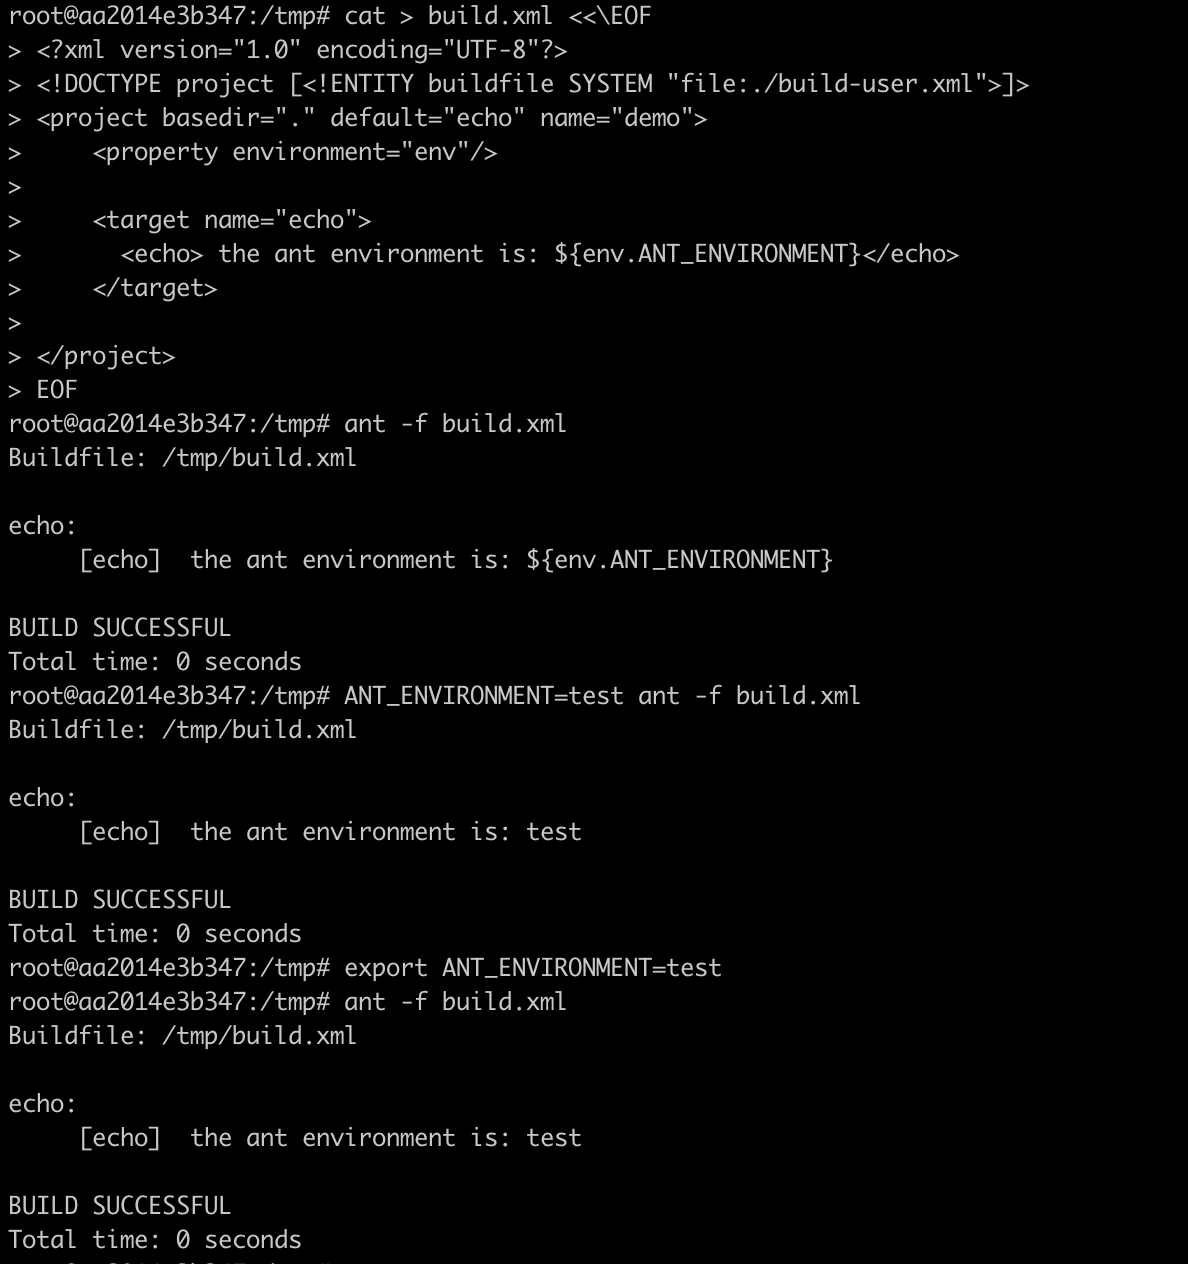 root@aa2014e3b347:/tmp# cat > build.xml <<\EOF
> <?xml version="1.0" encoding="UTF-8"?>
> <!DOCTYPE project [<!ENTITY buildfile SYSTEM "file:./build-user.xml">]>
> <project basedir="." default="echo" name="demo">
>     <property environment="env"/>
>
>     <target name="echo">
>       <echo> the ant environment is: ${env.ANT_ENVIRONMENT}</echo>
>     </target>
>
> </project>
> EOF
root@aa2014e3b347:/tmp# ant -f build.xml
Buildfile: /tmp/build.xml

echo:
     [echo]  the ant environment is: ${env.ANT_ENVIRONMENT}

BUILD SUCCESSFUL
Total time: 0 seconds
root@aa2014e3b347:/tmp# ANT_ENVIRONMENT=test ant -f build.xml
Buildfile: /tmp/build.xml

echo:
     [echo]  the ant environment is: test

BUILD SUCCESSFUL
Total time: 0 seconds
root@aa2014e3b347:/tmp# export ANT_ENVIRONMENT=test
root@aa2014e3b347:/tmp# ant -f build.xml
Buildfile: /tmp/build.xml

echo:
     [echo]  the ant environment is: test

BUILD SUCCESSFUL
Total time: 0 seconds